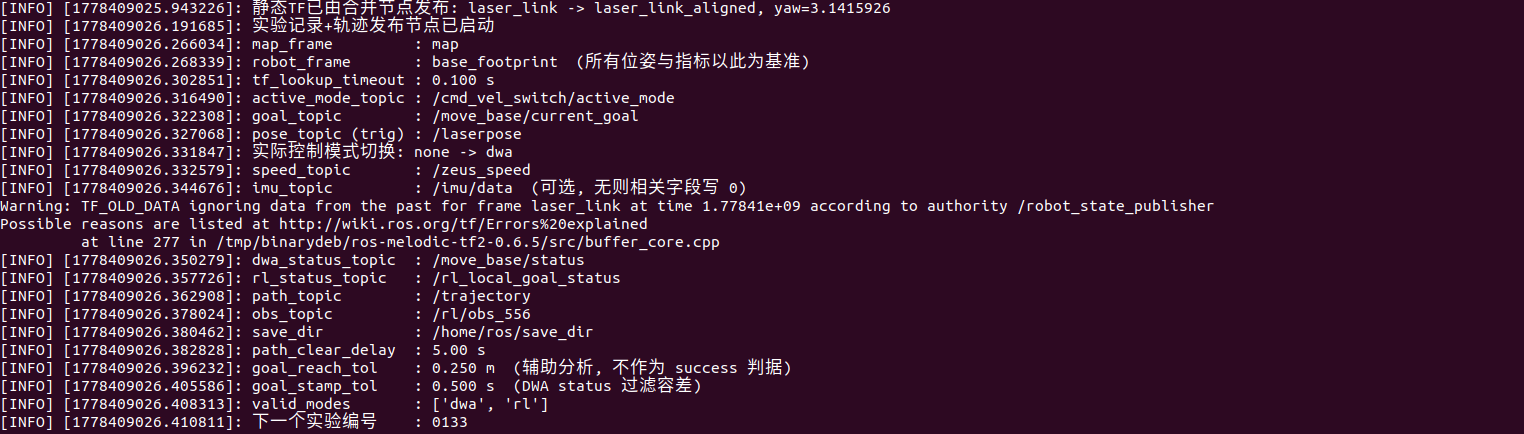 [INFO] [1778409025.943226]: 静态TF已由合并节点发布: laser_link -> laser_link_aligned, yaw=3.1415926
[INFO] [1778409026.191685]: 实验记录+轨迹发布节点已启动
[INFO] [1778409026.266034]: map_frame         : map
[INFO] [1778409026.268339]: robot_frame       : base_footprint （所有位姿与指标以此为基准)
[INFO] [1778409026.302851]: tf_lookup_timeout : 0.100 s
[INFO] [1778409026.316490]: active_mode_topic : /cmd_vel_switch/active_mode
[INFO] [1778409026.322308]: goal_topic        : /move_base/current_goal
[INFO] [1778409026.327068]: pose_topic (trig) : /laserpose
[INFO] [1778409026.331847]: 实际控制模式切换: none -> dwa
[INFO] [1778409026.332579]: speed_topic       : /zeus_speed
[INFO] [1778409026.344676]: imu_topic         : /imu/data （可选, 无则相关字段写 0)
Warning: TF_OLD_DATA ignoring data from the past for frame laser_link at time 1.77841e+09 according to authority /robot_state_publisher
Possible reasons are listed at http://wiki.ros.org/tf/Errors%20explained
         at line 277 in /tmp/binarydeb/ros-melodic-tf2-0.6.5/src/buffer_core.cpp
[INFO] [1778409026.350279]: dwa_status_topic  : /move_base/status
[INFO] [1778409026.357726]: rl_status_topic   : /rl_local_goal_status
[INFO] [1778409026.362908]: path_topic        : /trajectory
[INFO] [1778409026.378024]: obs_topic         : /rl/obs_556
[INFO] [1778409026.380462]: save_dir          : /home/ros/save_dir
[INFO] [1778409026.382828]: path_clear_delay  : 5.00 s
[INFO] [1778409026.396232]: goal_reach_tol    : 0.250 m （辅助分析, 不作为 success 判据)
[INFO] [1778409026.405586]: goal_stamp_tol    : 0.500 s （DWA status 过滤容差)
[INFO] [1778409026.408313]: valid_modes       : ['dwa', 'rl']
[INFO] [1778409026.410811]: 下一个实验编号    : 0133